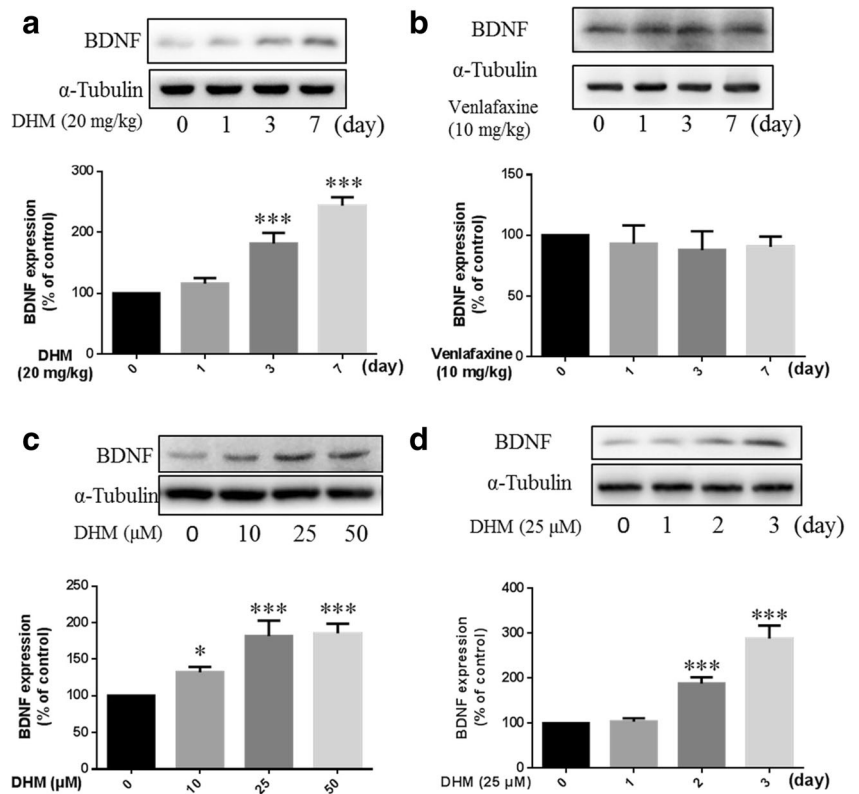 a
BDNF
α-Tubulin
DHM (20 mg/kg) 0 1 3 7 (day)
BDNF expression
(% of control)
300
200
100
0
*** ***
DHM
(20 mg/kg)
0 1 3 7 (day)
b
BDNF
α-Tubulin
Venlafaxine
(10 mg/kg) 0 1 3 7 (day)
BDNF expression
(% of control)
150
100
50
0
Venlafaxine
(10 mg/kg)
0 1 3 7 (day)
c
BDNF
α-Tubulin
DHM (μM) 0 10 25 50
BDNF expression
(% of control)
250
200
150
100
50
0
* *** ***
DHM (μM) 0 10 25 50
d
BDNF
α-Tubulin
DHM (25 μM) 0 1 2 3 (day)
BDNF expression
(% of control)
400
300
200
100
0
*** ***
DHM (25 μM) 0 1 2 3 (day)